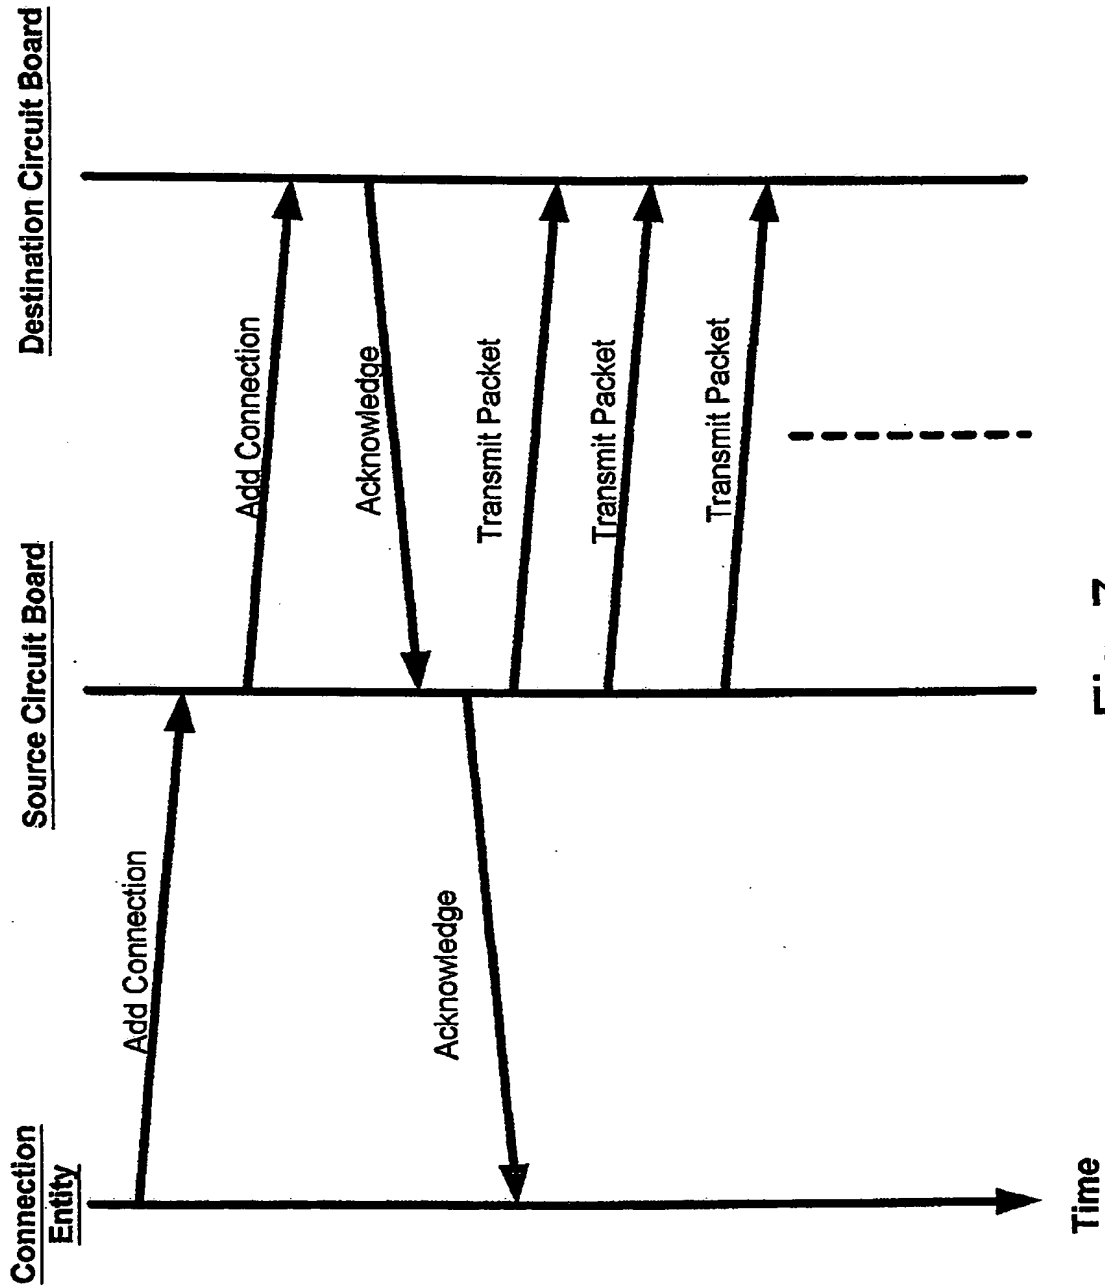 Connection
Entity
Source Circuit Board
Destination Circuit Board
Add Connection
Add Connection
Acknowledge
Acknowledge
Transmit Packet
Transmit Packet
Transmit Packet
Time